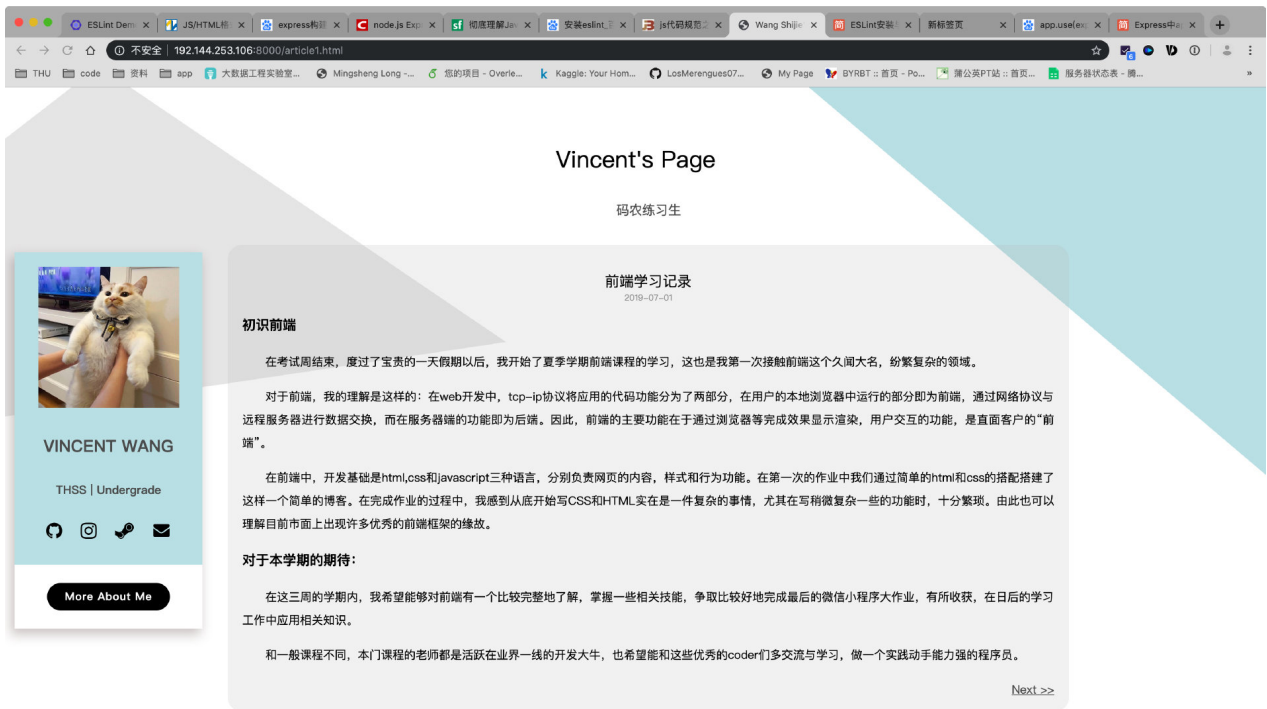 ESLint Dem
JS/HTML格
express构建
node.js Exp
彻底理解Jav
安装eslint_
js代码规范之
Wang Shijie
ESLint安装
新标签页
app.use(exp
Express中a
不安全 | 192.144.253.106:8000/article1.html
THU
code
资料
app
大数据工程实验室...
Mingsheng Long -...
您的项目 - Overle...
Kaggle: Your Hom...
LosMerengues07...
My Page
BYRBT :: 首页 - Po...
蒲公英PT站 :: 首页...
服务器状态表 - 腾...
»
Vincent's Page
码农练习生
VINCENT WANG
THSS | Undergrade
More About Me
前端学习记录
2019-07-01
初识前端
在考试周结束，度过了宝贵的一天假期以后，我开始了夏季学期前端课程的学习，这也是我第一次接触前端这个久闻大名，纷繁复杂的领域。
对于前端，我的理解是这样的：在web开发中，tcp-ip协议将应用的代码功能分为了两部分，在用户的本地浏览器中运行的部分即为前端，通过网络协议与
远程服务器进行数据交换，而在服务器端的功能即为后端。因此，前端的主要功能在于通过浏览器等完成效果显示渲染，用户交互的功能，是直面客户的“前
端”。
在前端中，开发基础是html,css和javascript三种语言，分别负责网页的内容，样式和行为功能。在第一次的作业中我们通过简单的html和css的搭配搭建了
这样一个简单的博客。在完成作业的过程中，我感到从底开始写CSS和HTML实在是一件复杂的事情，尤其在写稍微复杂一些的功能时，十分繁琐。由此也可以
理解目前市面上出现许多优秀的前端框架的缘故。
对于本学期的期待：
在这三周的学期内，我希望能够对前端有一个比较完整地了解，掌握一些相关技能，争取比较好地完成最后的微信小程序大作业，有所收获，在日后的学习
工作中应用相关知识。
和一般课程不同，本门课程的老师都是活跃在业界一线的开发大牛，也希望能和这些优秀的coder们多交流与学习，做一个实践动手能力强的程序员。
Next >>